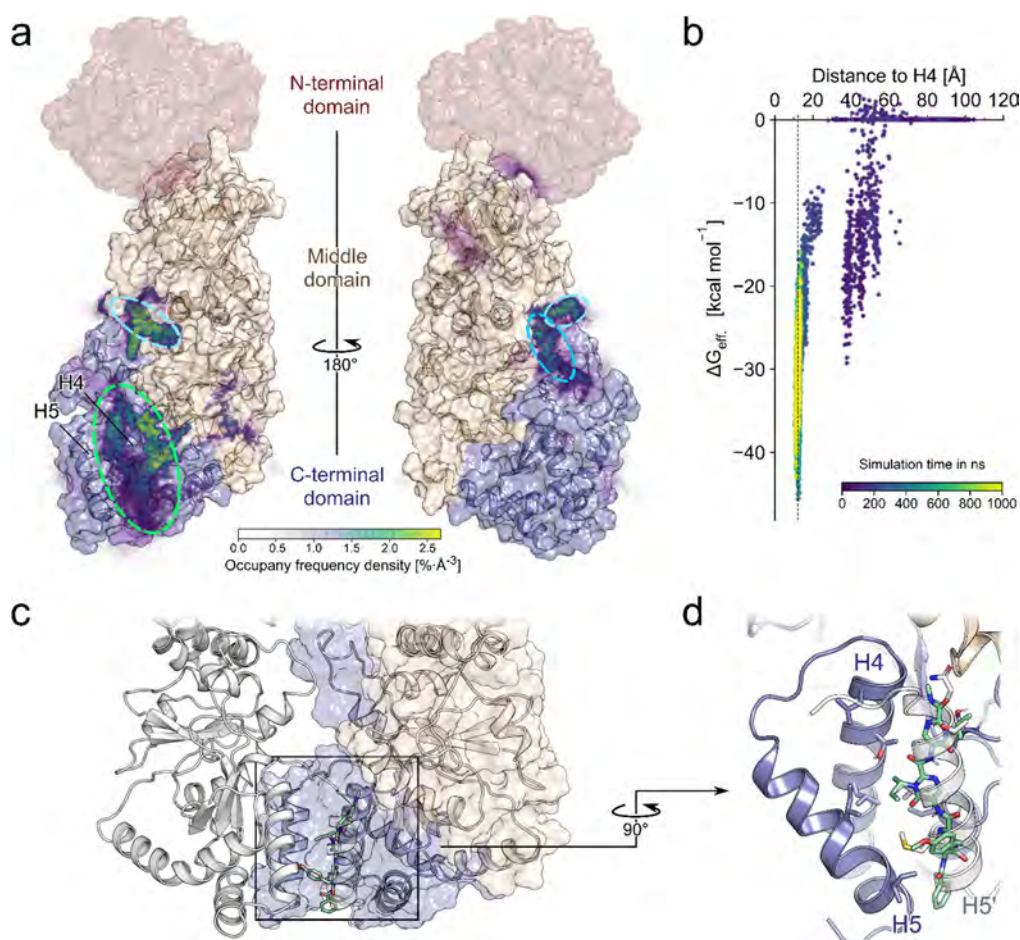 a
N-terminal
domain
Middle
domain
180°
H4
H5
C-terminal
domain
0.0 0.5 1.0 1.5 2.0 2.5
Occupany frequency density [%·Å⁻³]
b
Distance to H4 [Å]
0 20 40 60 80 100 120
0
−10
−20
−30
−40
ΔG eff. [kcal mol⁻¹]
Simulation time in ns
0 200 400 600 800 1000
c
90°
d
H4
H5
H5'